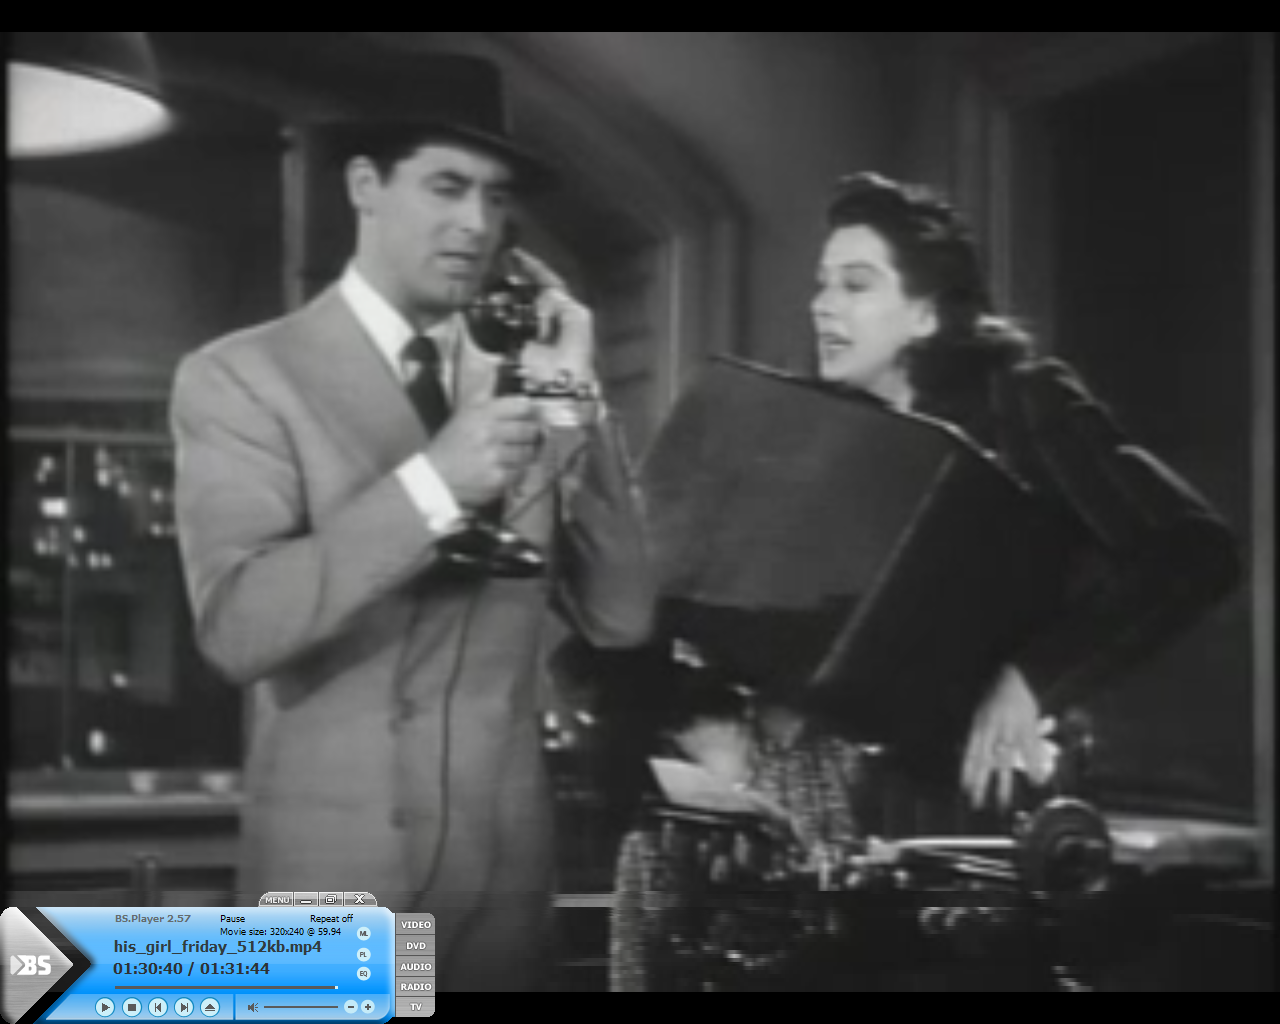 MENU
BS.Player 2.57 Pause Repeat off
Movie size: 320x240 @ 59.94
ML
his_girl_friday_512kb.mp4
PL
01:30:40 / 01:31:44
EQ
BS
VIDEO
DVD
AUDIO
RADIO
TV